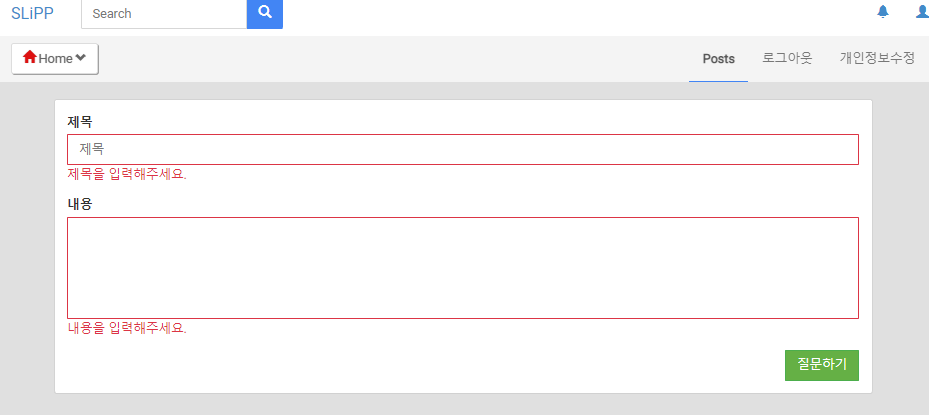 SLiPP Search
Home Posts 로그아웃 개인정보수정
제목
제목
제목을 입력해주세요.
내용
내용을 입력해주세요.
질문하기